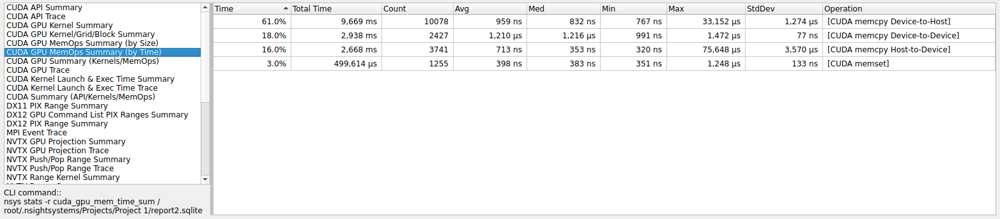 CUDA API Summary
CUDA API Trace
CUDA GPU Kernel Summary
CUDA GPU Kernel/Grid/Block Summary
CUDA GPU MemOps Summary (by Size)
CUDA GPU MemOps Summary (by Time)
CUDA GPU Summary (Kernels/MemOps)
CUDA GPU Trace
CUDA Kernel Launch & Exec Time Summary
CUDA Kernel Launch & Exec Time Trace
CUDA Summary (API/Kernels/MemOps)
DX11 PIX Range Summary
DX12 GPU Command List PIX Ranges Summary
DX12 PIX Range Summary
MPI Event Trace
NVTX GPU Projection Summary
NVTX GPU Projection Trace
NVTX Push/Pop Range Summary
NVTX Push/Pop Range Trace
NVTX Range Kernel Summary
CLI command::
nsys stats -r cuda_gpu_mem_time_sum /
root/.nsightsystems/Projects/Project 1/report2.sqlite
Time Total Time Count Avg Med Min Max StdDev Operation
61.0% 9,669 ms 10078 959 ns 832 ns 767 ns 33,152 μs 1,274 μs [CUDA memcpy Device-to-Host]
18.0% 2,938 ms 2427 1,210 μs 1,216 μs 991 ns 1,472 μs 77 ns [CUDA memcpy Device-to-Device]
16.0% 2,668 ms 3741 713 ns 353 ns 320 ns 75,648 μs 3,570 μs [CUDA memcpy Host-to-Device]
3.0% 499,614 μs 1255 398 ns 383 ns 351 ns 1,248 μs 133 ns [CUDA memset]